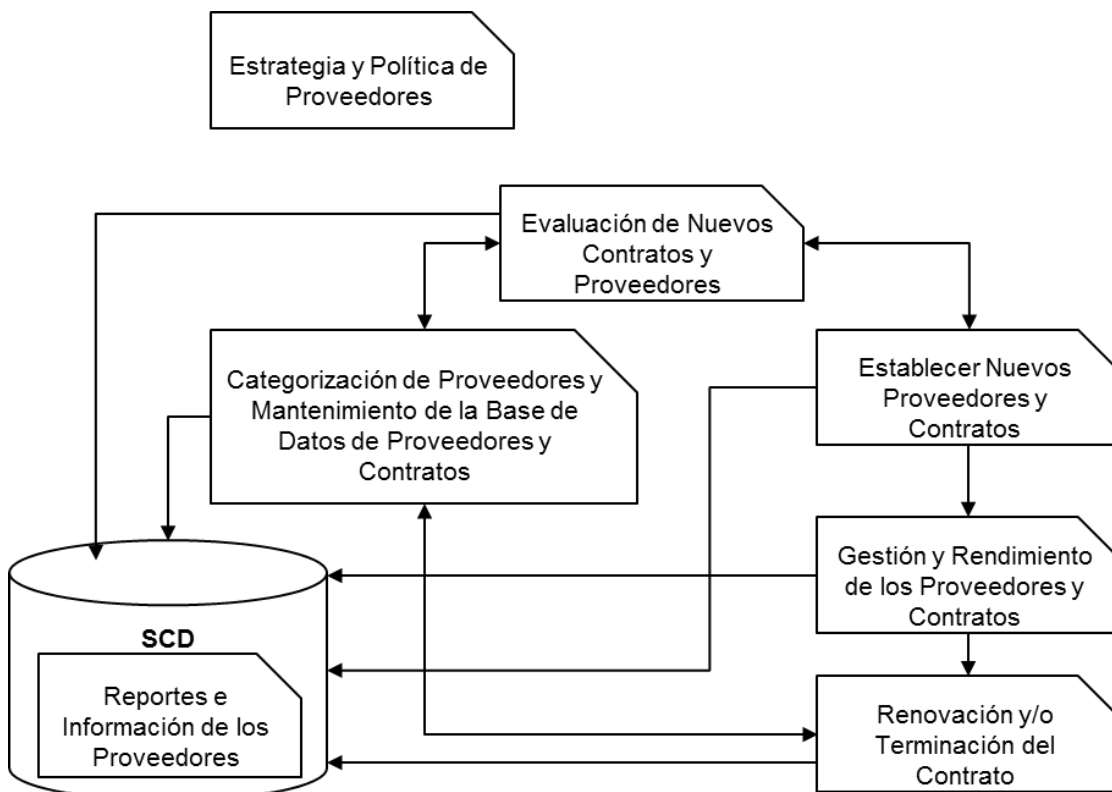 Estrategia y Política de
Proveedores
Evaluación de Nuevos
Contratos y
Proveedores
Categorización de Proveedores y
Mantenimiento de la Base de
Datos de Proveedores y
Contratos
Establecer Nuevos
Proveedores y
Contratos
Gestión y Rendimiento
de los Proveedores y
Contratos
SCD
Reportes e
Información de los
Proveedores
Renovación y/o
Terminación del
Contrato